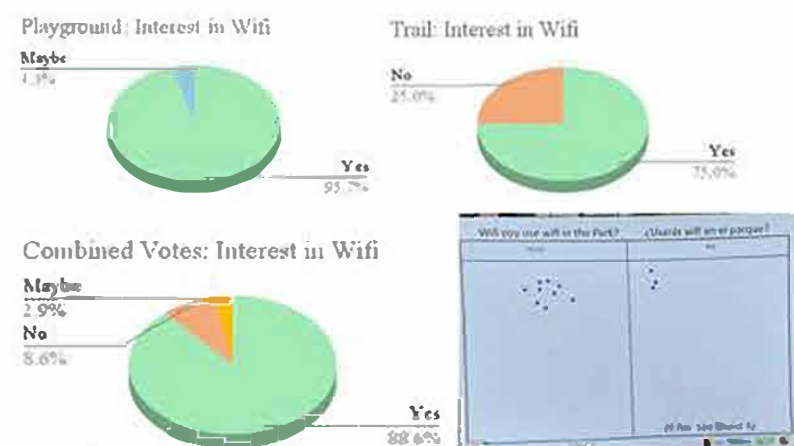 Playground: Interest in Wifi
Maybe
Yes
95.7%
Trail: Interest in Wifi
No
25.0%
Yes
75.0%
Combined Votes: Interest in Wifi
Maybe
2.9%
No
8.6%
Yes
88.6%
Will you use wifi in the Park?
¿Usarás wifi en el parque?